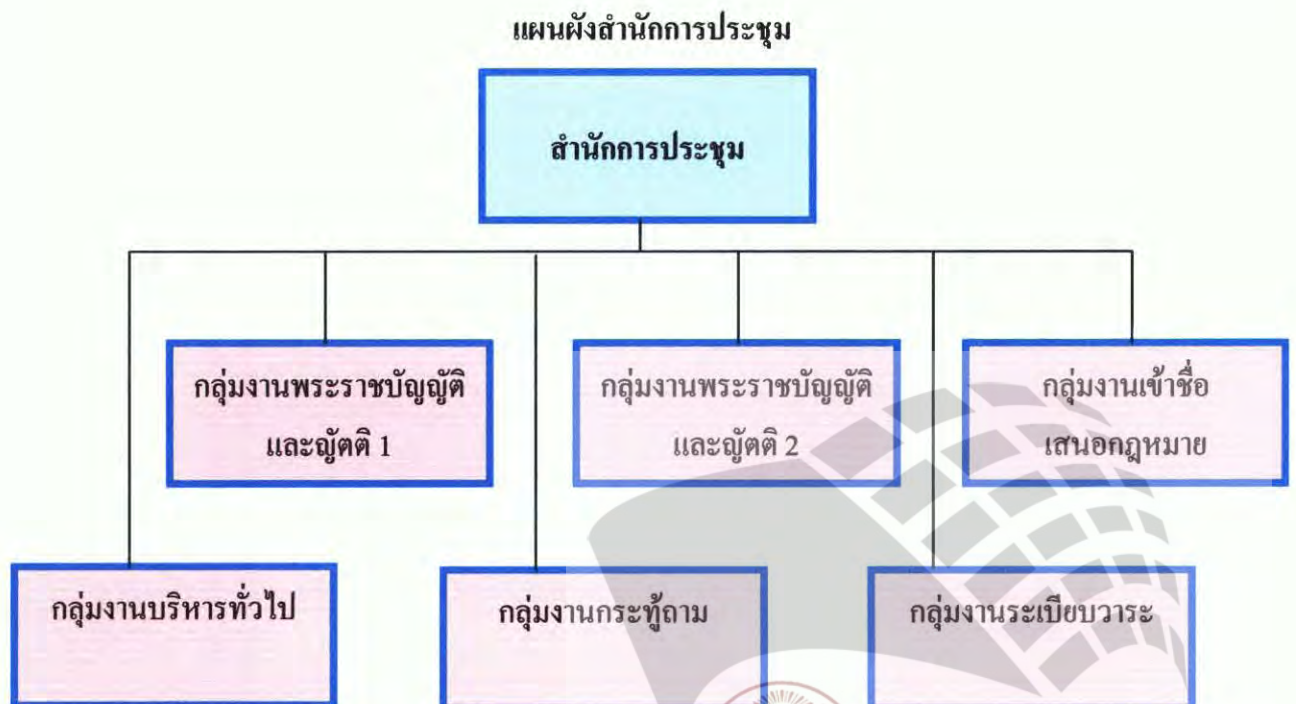 แผนผังสำนักการประชุม
สำนักการประชุม
กลุ่มงานพระราชบัญญัติ
และญัตติ 1
กลุ่มงานพระราชบัญญัติ
และญัตติ 2
กลุ่มงานเข้าชื่อ
เสนอกฎหมาย
กลุ่มงานบริหารทั่วไป
กลุ่มงานกระทู้ถาม
กลุ่มงานระเบียบวาระ